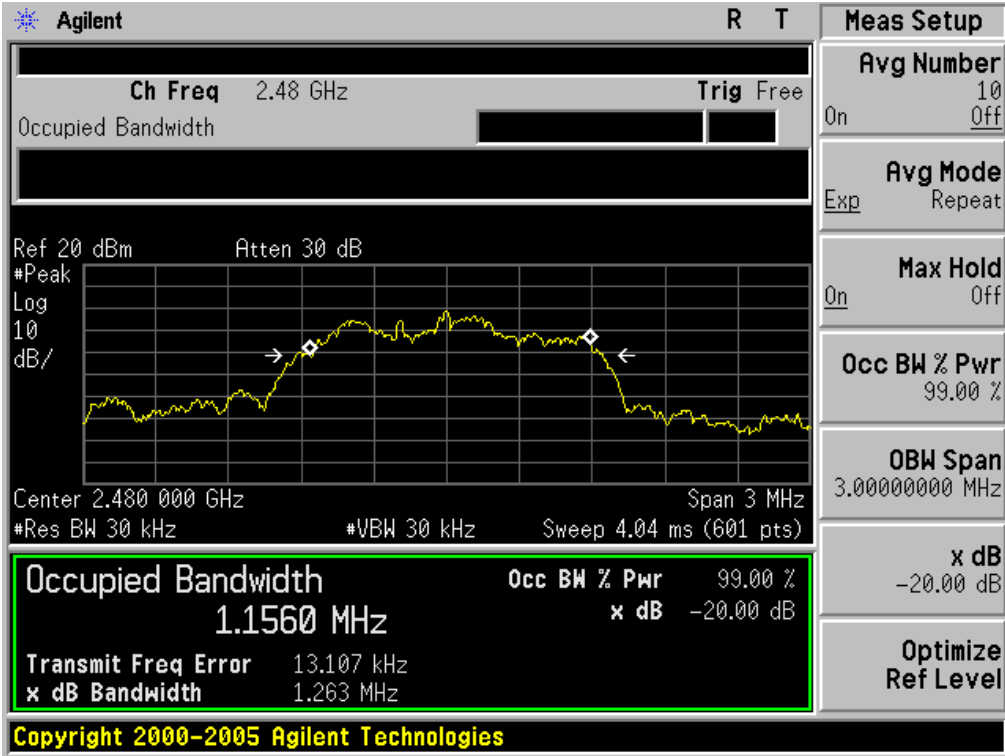 Agilent R T
Ch Freq 2.48 GHz Trig Free
Occupied Bandwidth
Ref 20 dBm Atten 30 dB
#Peak
Log
10
dB/
Center 2.480 000 GHz Span 3 MHz
#Res BW 30 kHz #VBW 30 kHz Sweep 4.04 ms (601 pts)
Occupied Bandwidth Occ BW % Pwr 99.00 %
1.1560 MHz x dB -20.00 dB
Transmit Freq Error 13.107 kHz
x dB Bandwidth 1.263 MHz
Copyright 2000-2005 Agilent Technologies
Meas Setup
Avg Number
10
On Off
Avg Mode
Exp Repeat
Max Hold
On Off
Occ BW % Pwr
99.00 %
OBW Span
3.00000000 MHz
x dB
-20.00 dB
Optimize
Ref Level